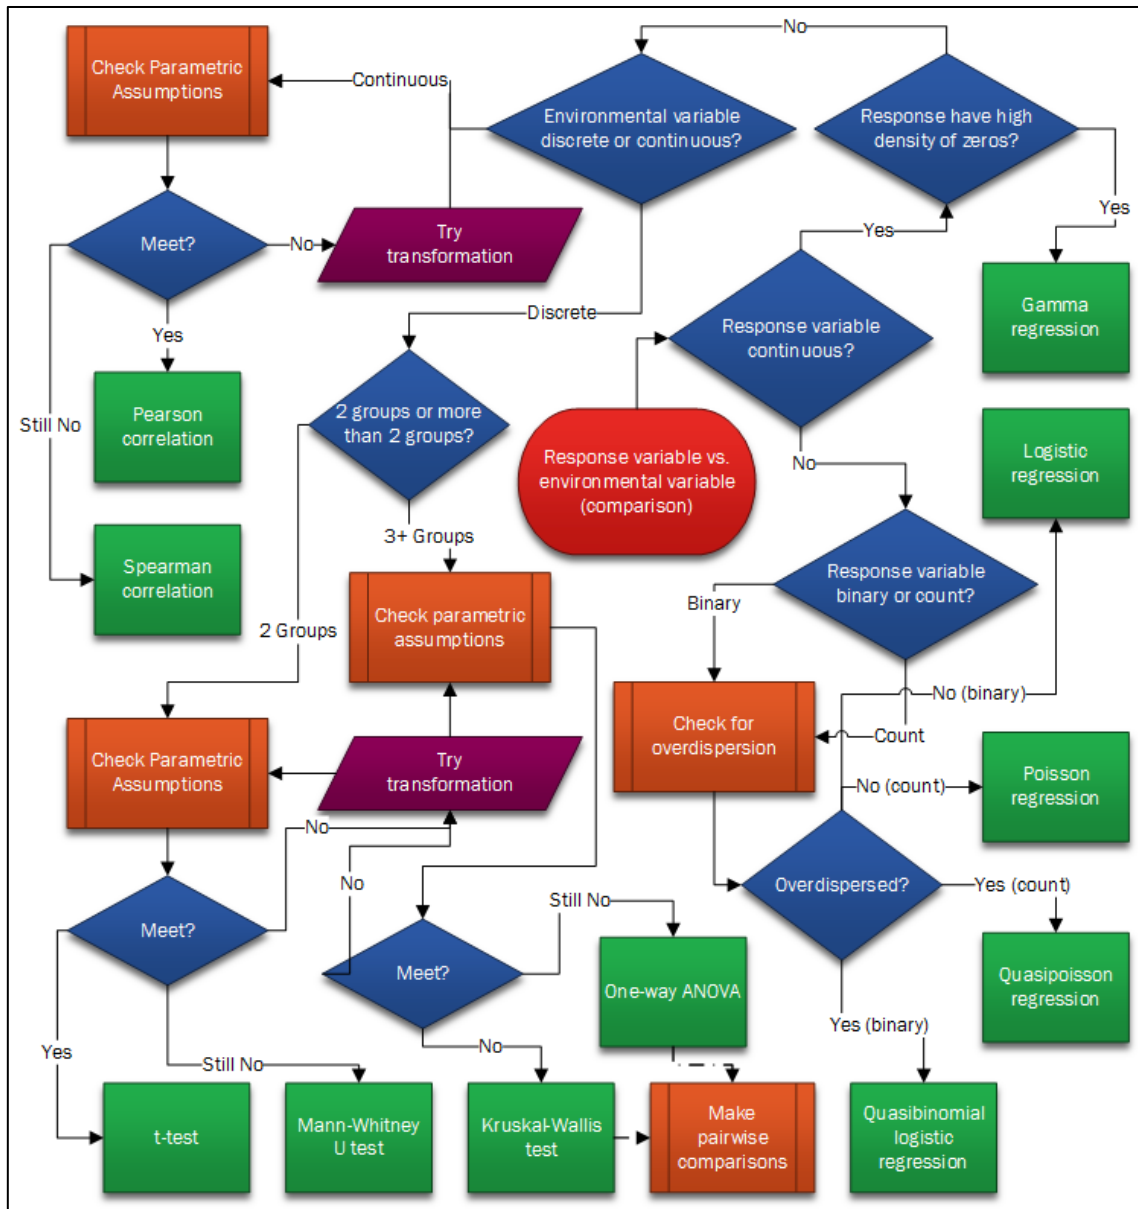 No
Check Parametric
Assumptions
Continuous
Environmental variable
discrete or continuous?
Response have high
density of zeros?
Yes
Meet?
No
Try
transformation
Yes
Gamma
regression
Discrete
Response variable
continuous?
Yes
Still No
Pearson
correlation
2 groups or more
than 2 groups?
Response variable vs.
environmental variable
(comparison)
No
Logistic
regression
3+ Groups
Spearman
correlation
Response variable
binary or count?
Binary
2 Groups
Check parametric
assumptions
No (binary)
Check for
overdispersion
Count
Check Parametric
Assumptions
Try
transformation
No (count)
Poisson
regression
No
No
Overdispersed?
Yes (count)
Still No
Meet?
Meet?
One-way ANOVA
Quasipoisson
regression
Yes (binary)
Yes
No
Still No
t-test
Mann-Whitney
U test
Kruskal-Wallis
test
Make
pairwise
comparisons
Quasibinomial
logistic
regression